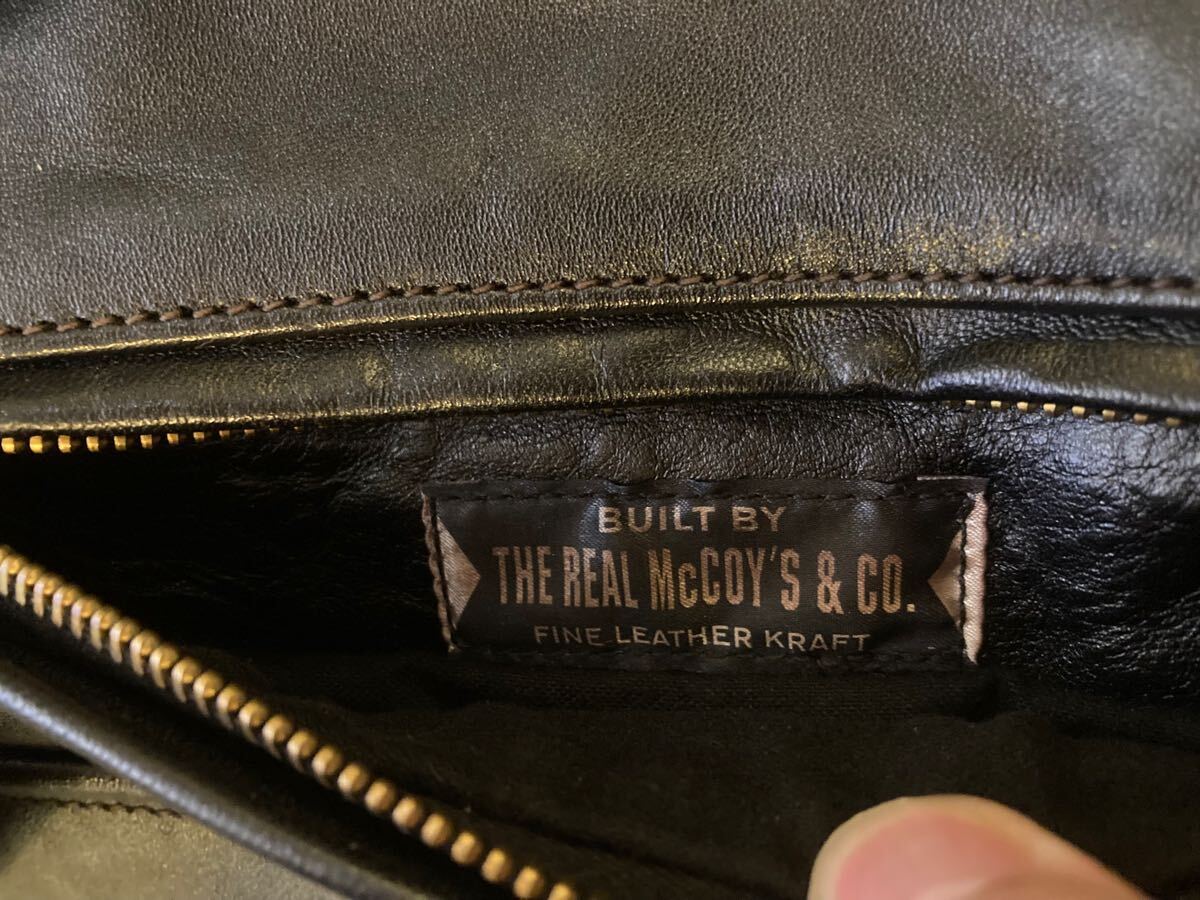 BUILT BY
THE REAL McCOY'S & CO.
FINE LEATHER KRAFT